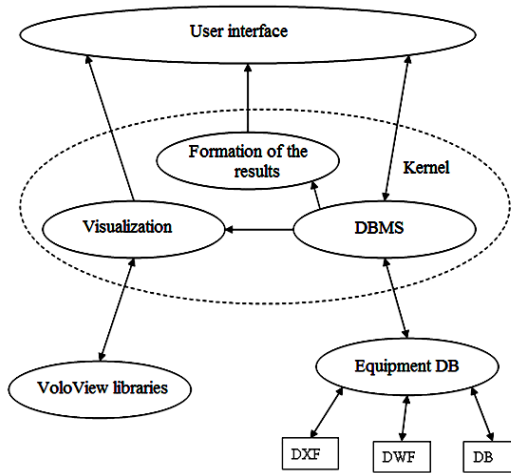 User interface
Formation of the
results
Kernel
Visualization
DBMS
VoloView libraries
Equipment DB
DXF
DWF
DB